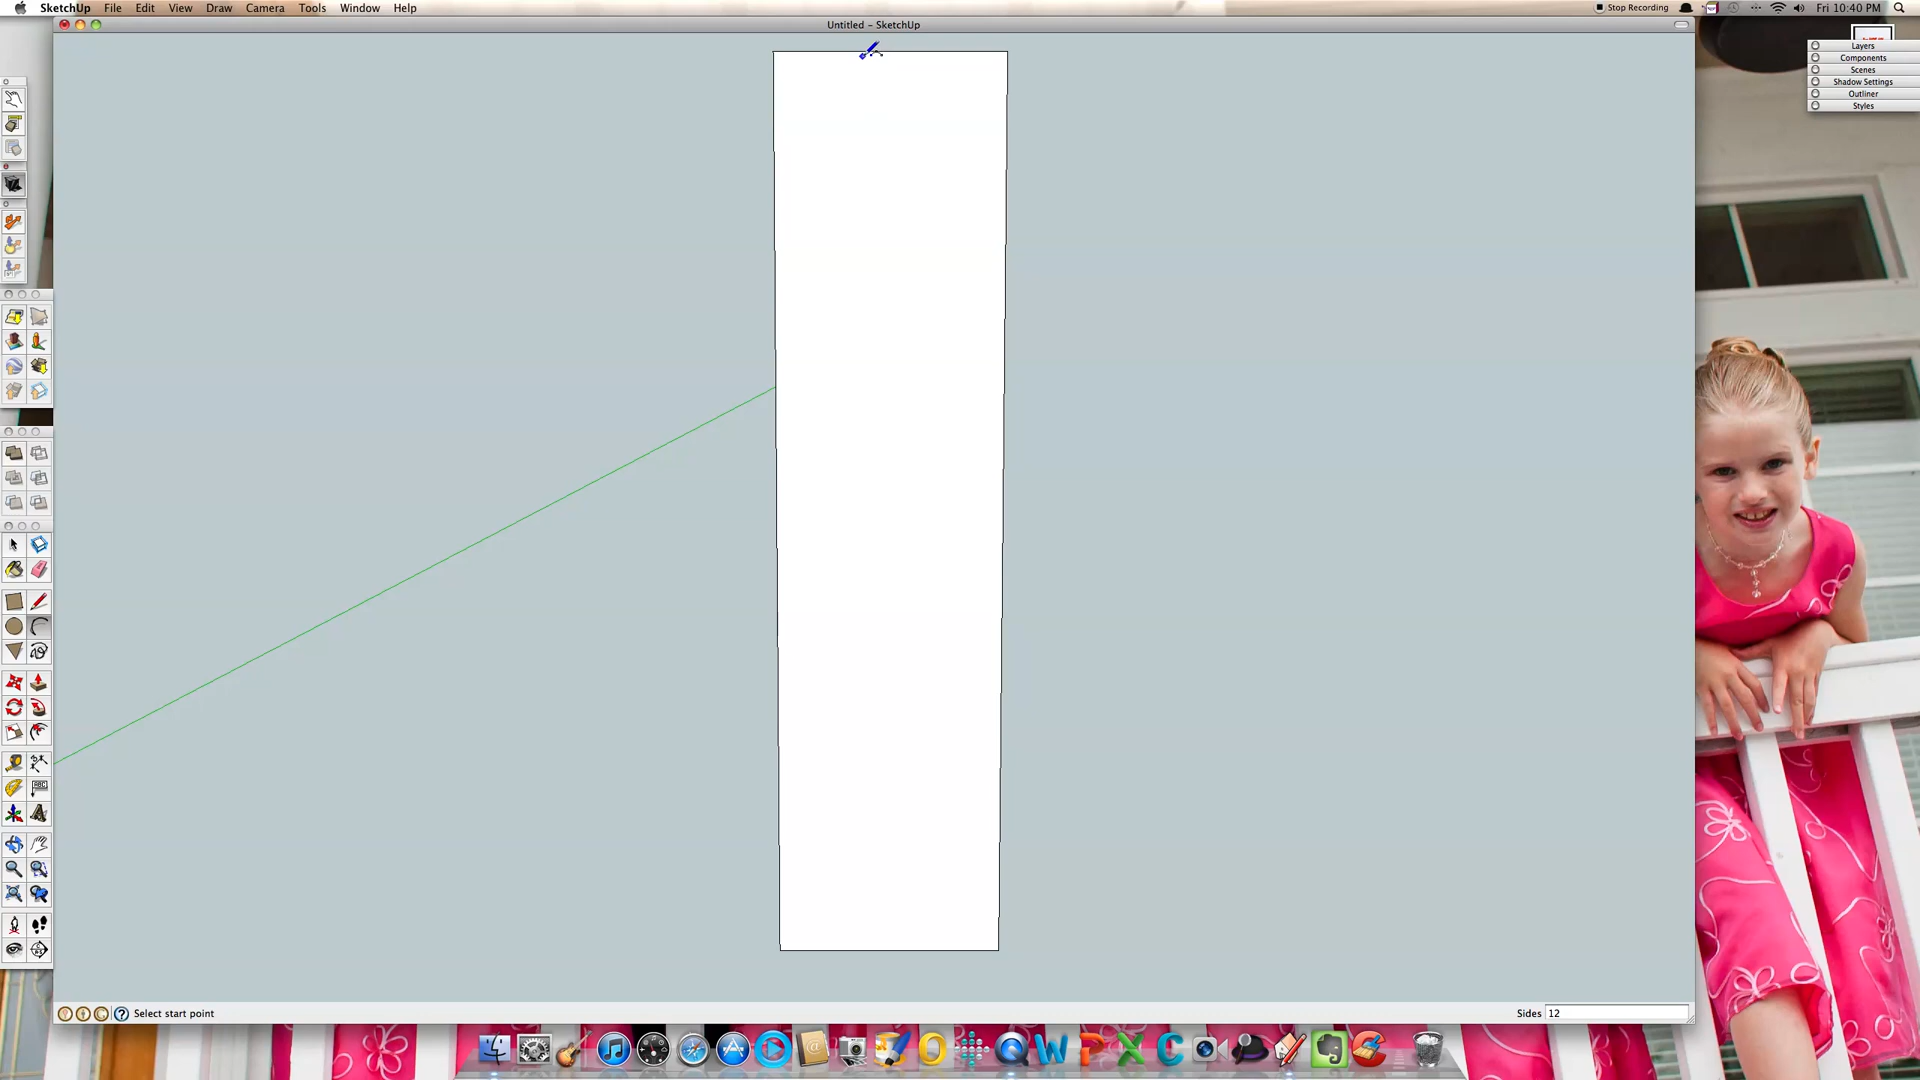 SketchUp File Edit View Draw Camera Tools Window Help
Stop Recording Fri 10:40 PM
Untitled – SketchUp
Layers
Components
Scenes
Shadow Settings
Outliner
Styles
ABC
Select start point
Sides 12